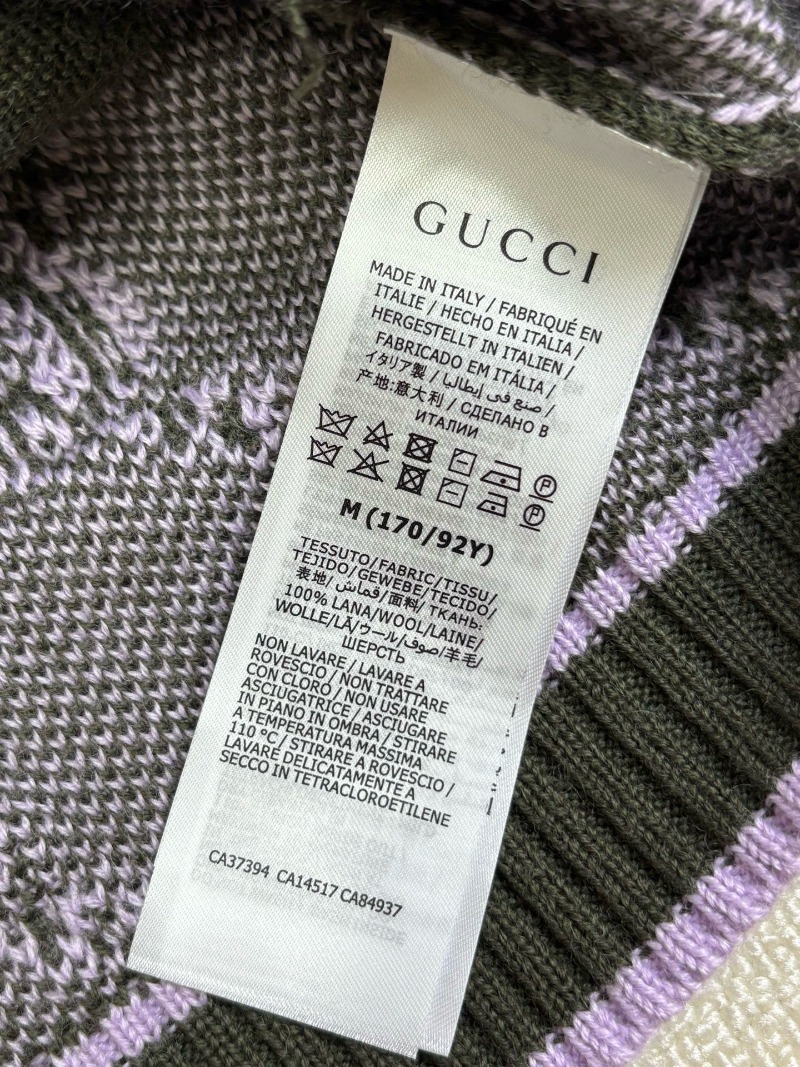 GUCCI
MADE IN ITALY / FABRIQUÉ EN
ITALIE / HECHO EN ITALIA /
HERGESTELLT IN ITALIEN /
FABRICADO EM ITÁLIA /
イタリア製 / صنع في إيطاليا /
产地:意大利 / СДЕЛАНО В
ИТАЛИИ
M (170/92Y)
TESSUTO/FABRIC/TISSU/
TEJIDO/GEWEBE/TECIDO/
表地/قماش/面料/ ТКАНЬ:
100% LANA/WOOL/LAINE/
WOLLE/LÃ/ウール/صوف/羊毛/
ШЕРСТЬ
NON LAVARE / LAVARE A
ROVESCIO / NON TRATTARE
CON CLORO / NON USARE
ASCIUGATRICE / ASCIUGARE
IN PIANO IN OMBRA / STIRARE
A TEMPERATURA MASSIMA
110 °C / STIRARE A ROVESCIO /
LAVARE DELICATAMENTE A
SECCO IN TETRACLOROETILENE
CA37394 CA14517 CA84937